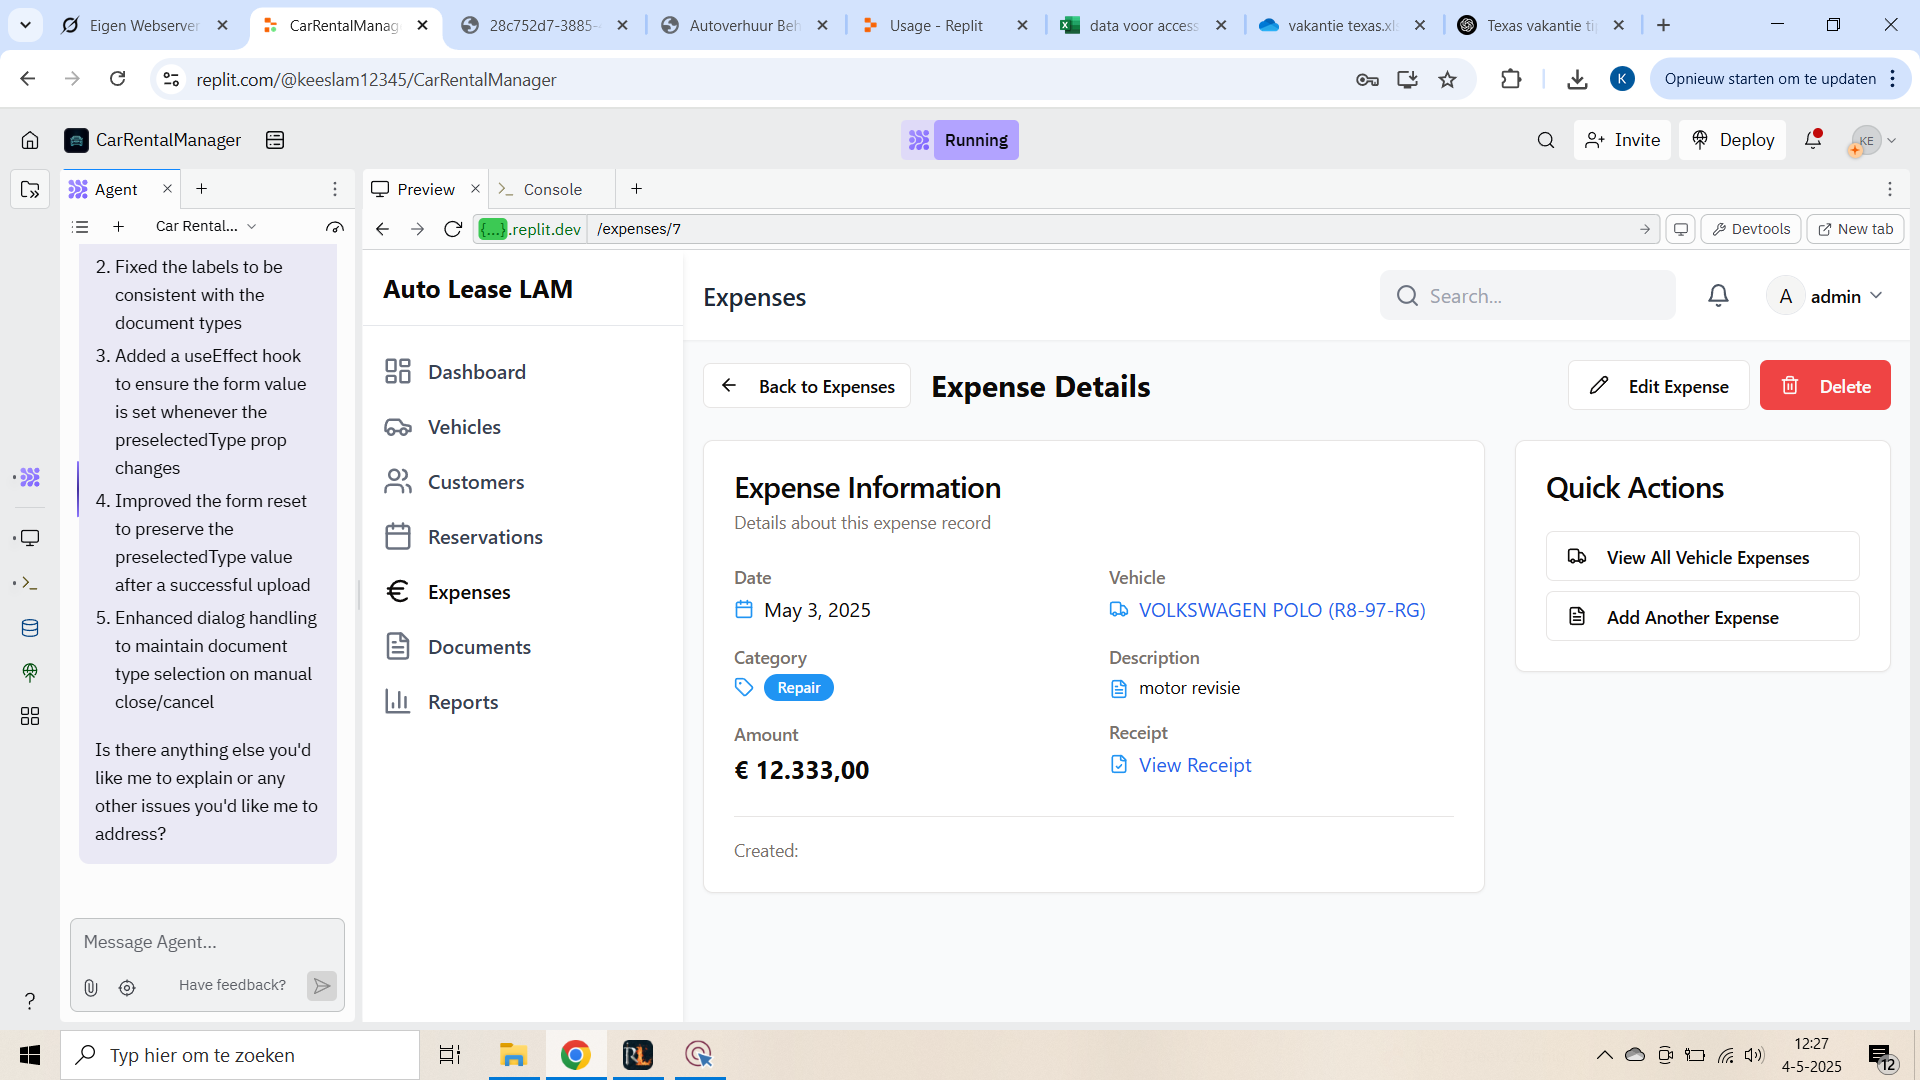 Eigen Webserver
CarRentalManag
28c752d7-3885-
Autoverhuur Beh
Usage - Replit
data voor access
vakantie texas.xl
Texas vakantie ti
replit.com/@keeslam12345/CarRentalManager
K
Opnieuw starten om te updaten
CarRentalManager
Running
Invite
Deploy
KE
Agent
Preview
Console
Car Rental...
{...}.replit.dev
/expenses/7
Devtools
New tab
2. Fixed the labels to be
consistent with the
document types
3. Added a useEffect hook
to ensure the form value
is set whenever the
preselectedType prop
changes
4. Improved the form reset
to preserve the
preselectedType value
after a successful upload
5. Enhanced dialog handling
to maintain document
type selection on manual
close/cancel
Is there anything else you'd
like me to explain or any
other issues you'd like me to
address?
Message Agent...
Have feedback?
Auto Lease LAM
Dashboard
Vehicles
Customers
Reservations
Expenses
Documents
Reports
Expenses
Search...
A
admin
Back to Expenses
Expense Details
Edit Expense
Delete
Expense Information
Details about this expense record
Date
May 3, 2025
Vehicle
VOLKSWAGEN POLO (R8-97-RG)
Category
Repair
Description
motor revisie
Amount
€ 12.333,00
Receipt
View Receipt
Created:
Quick Actions
View All Vehicle Expenses
Add Another Expense
Typ hier om te zoeken
RL
12:27
4-5-2025
12